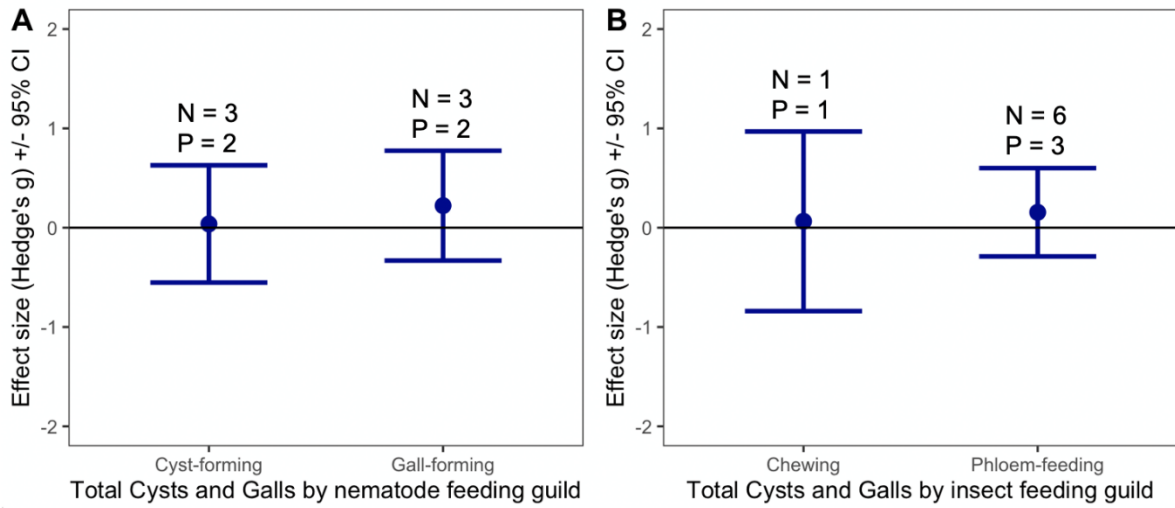 A
Effect size (Hedge's g) +/- 95% CI
2
1
0
-1
-2
N = 3
P = 2
N = 3
P = 2
Cyst-forming
Gall-forming
Total Cysts and Galls by nematode feeding guild
B
Effect size (Hedge's g) +/- 95% CI
2
1
0
-1
-2
N = 1
P = 1
N = 6
P = 3
Chewing
Phloem-feeding
Total Cysts and Galls by insect feeding guild